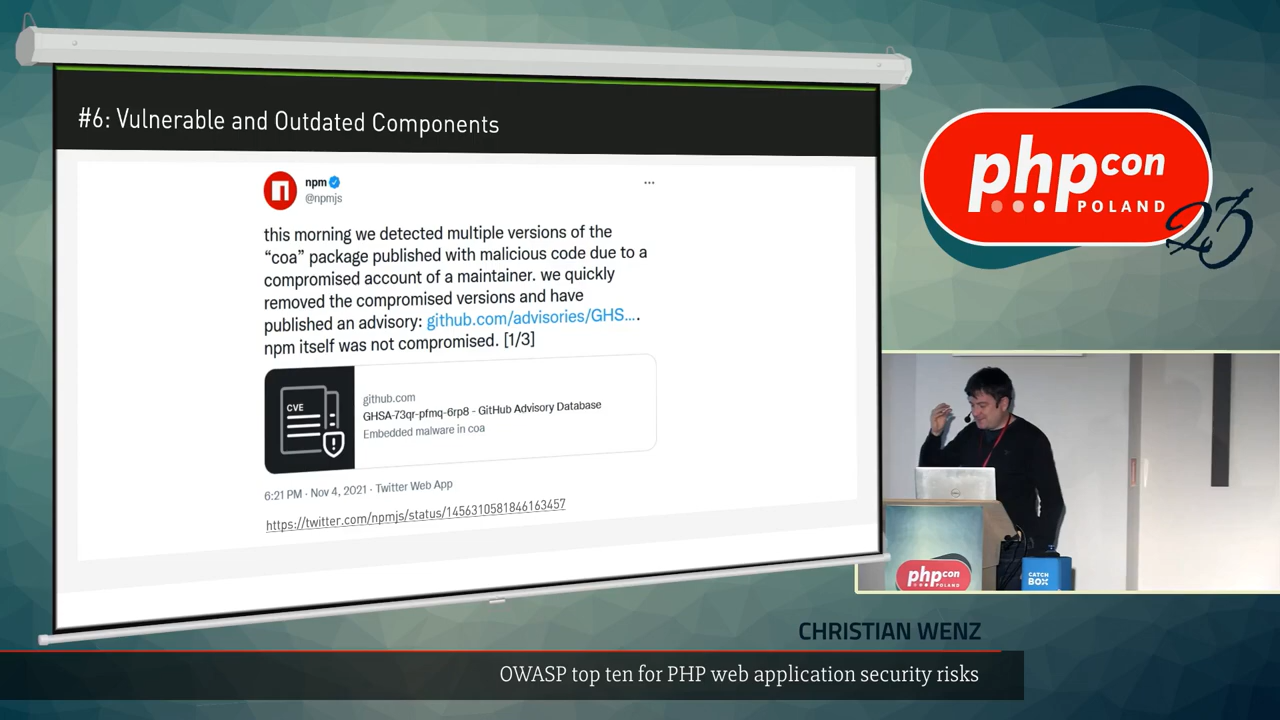 #6: Vulnerable and Outdated Components
npm
@npmjs
this morning we detected multiple versions of the
“coa” package published with malicious code due to a
compromised account of a maintainer. we quickly
removed the compromised versions and have
published an advisory: github.com/advisories/GHS….
npm itself was not compromised. [1/3]
CVE
github.com
GHSA-73qr-pfmq-6rp8 - GitHub Advisory Database
Embedded malware in coa
6:21 PM · Nov 4, 2021 · Twitter Web App
https://twitter.com/npmjs/status/1456310581846163457
phpcon
POLAND
23
phpcon
POLAND
CATCH
BOX
CHRISTIAN WENZ
OWASP top ten for PHP web application security risks